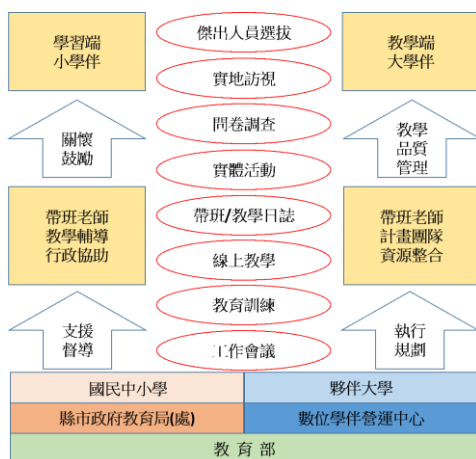 學習端
小學伴
關懷
鼓勵
帶班老師
教學輔導
行政協助
支援
督導
傑出人員選拔
實地訪視
問卷調查
實體活動
帶班/教學日誌
線上教學
教育訓練
工作會議
教學端
大學伴
教學
品質
管理
帶班老師
計畫團隊
資源整合
執行
規劃
國民中小學
夥伴大學
縣市政府教育局(處)
數位學伴營運中心
教育部